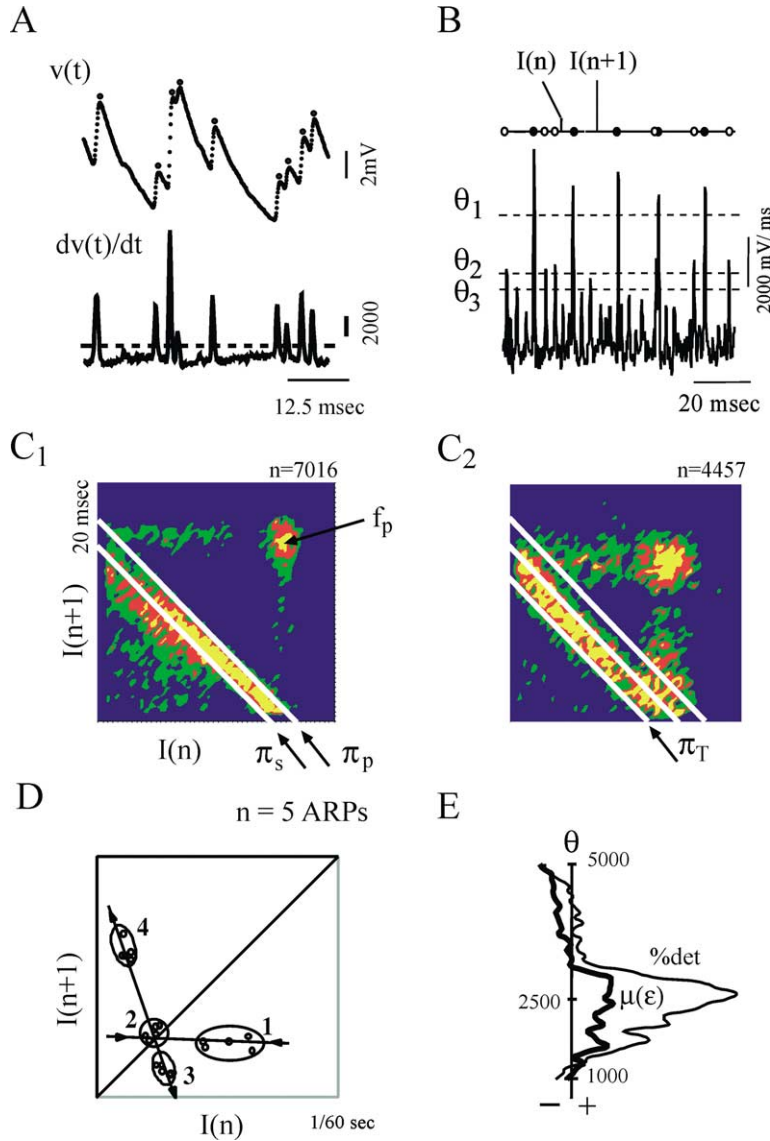 A
v(t)
2mV
dv(t)/dt
2000
12.5 msec
B
I(n) I(n+1)
θ1
θ2
θ3
2000 mV/ ms
20 msec
C1
n=7016
20 msec
I(n+1)
fp
I(n)
πs πp
C2
n=4457
πT
D
n = 5 ARPs
I(n+1)
4
2
1
3
I(n)
1/60 sec
E
θ
5000
%det
μ(ε)
2500
1000
− +